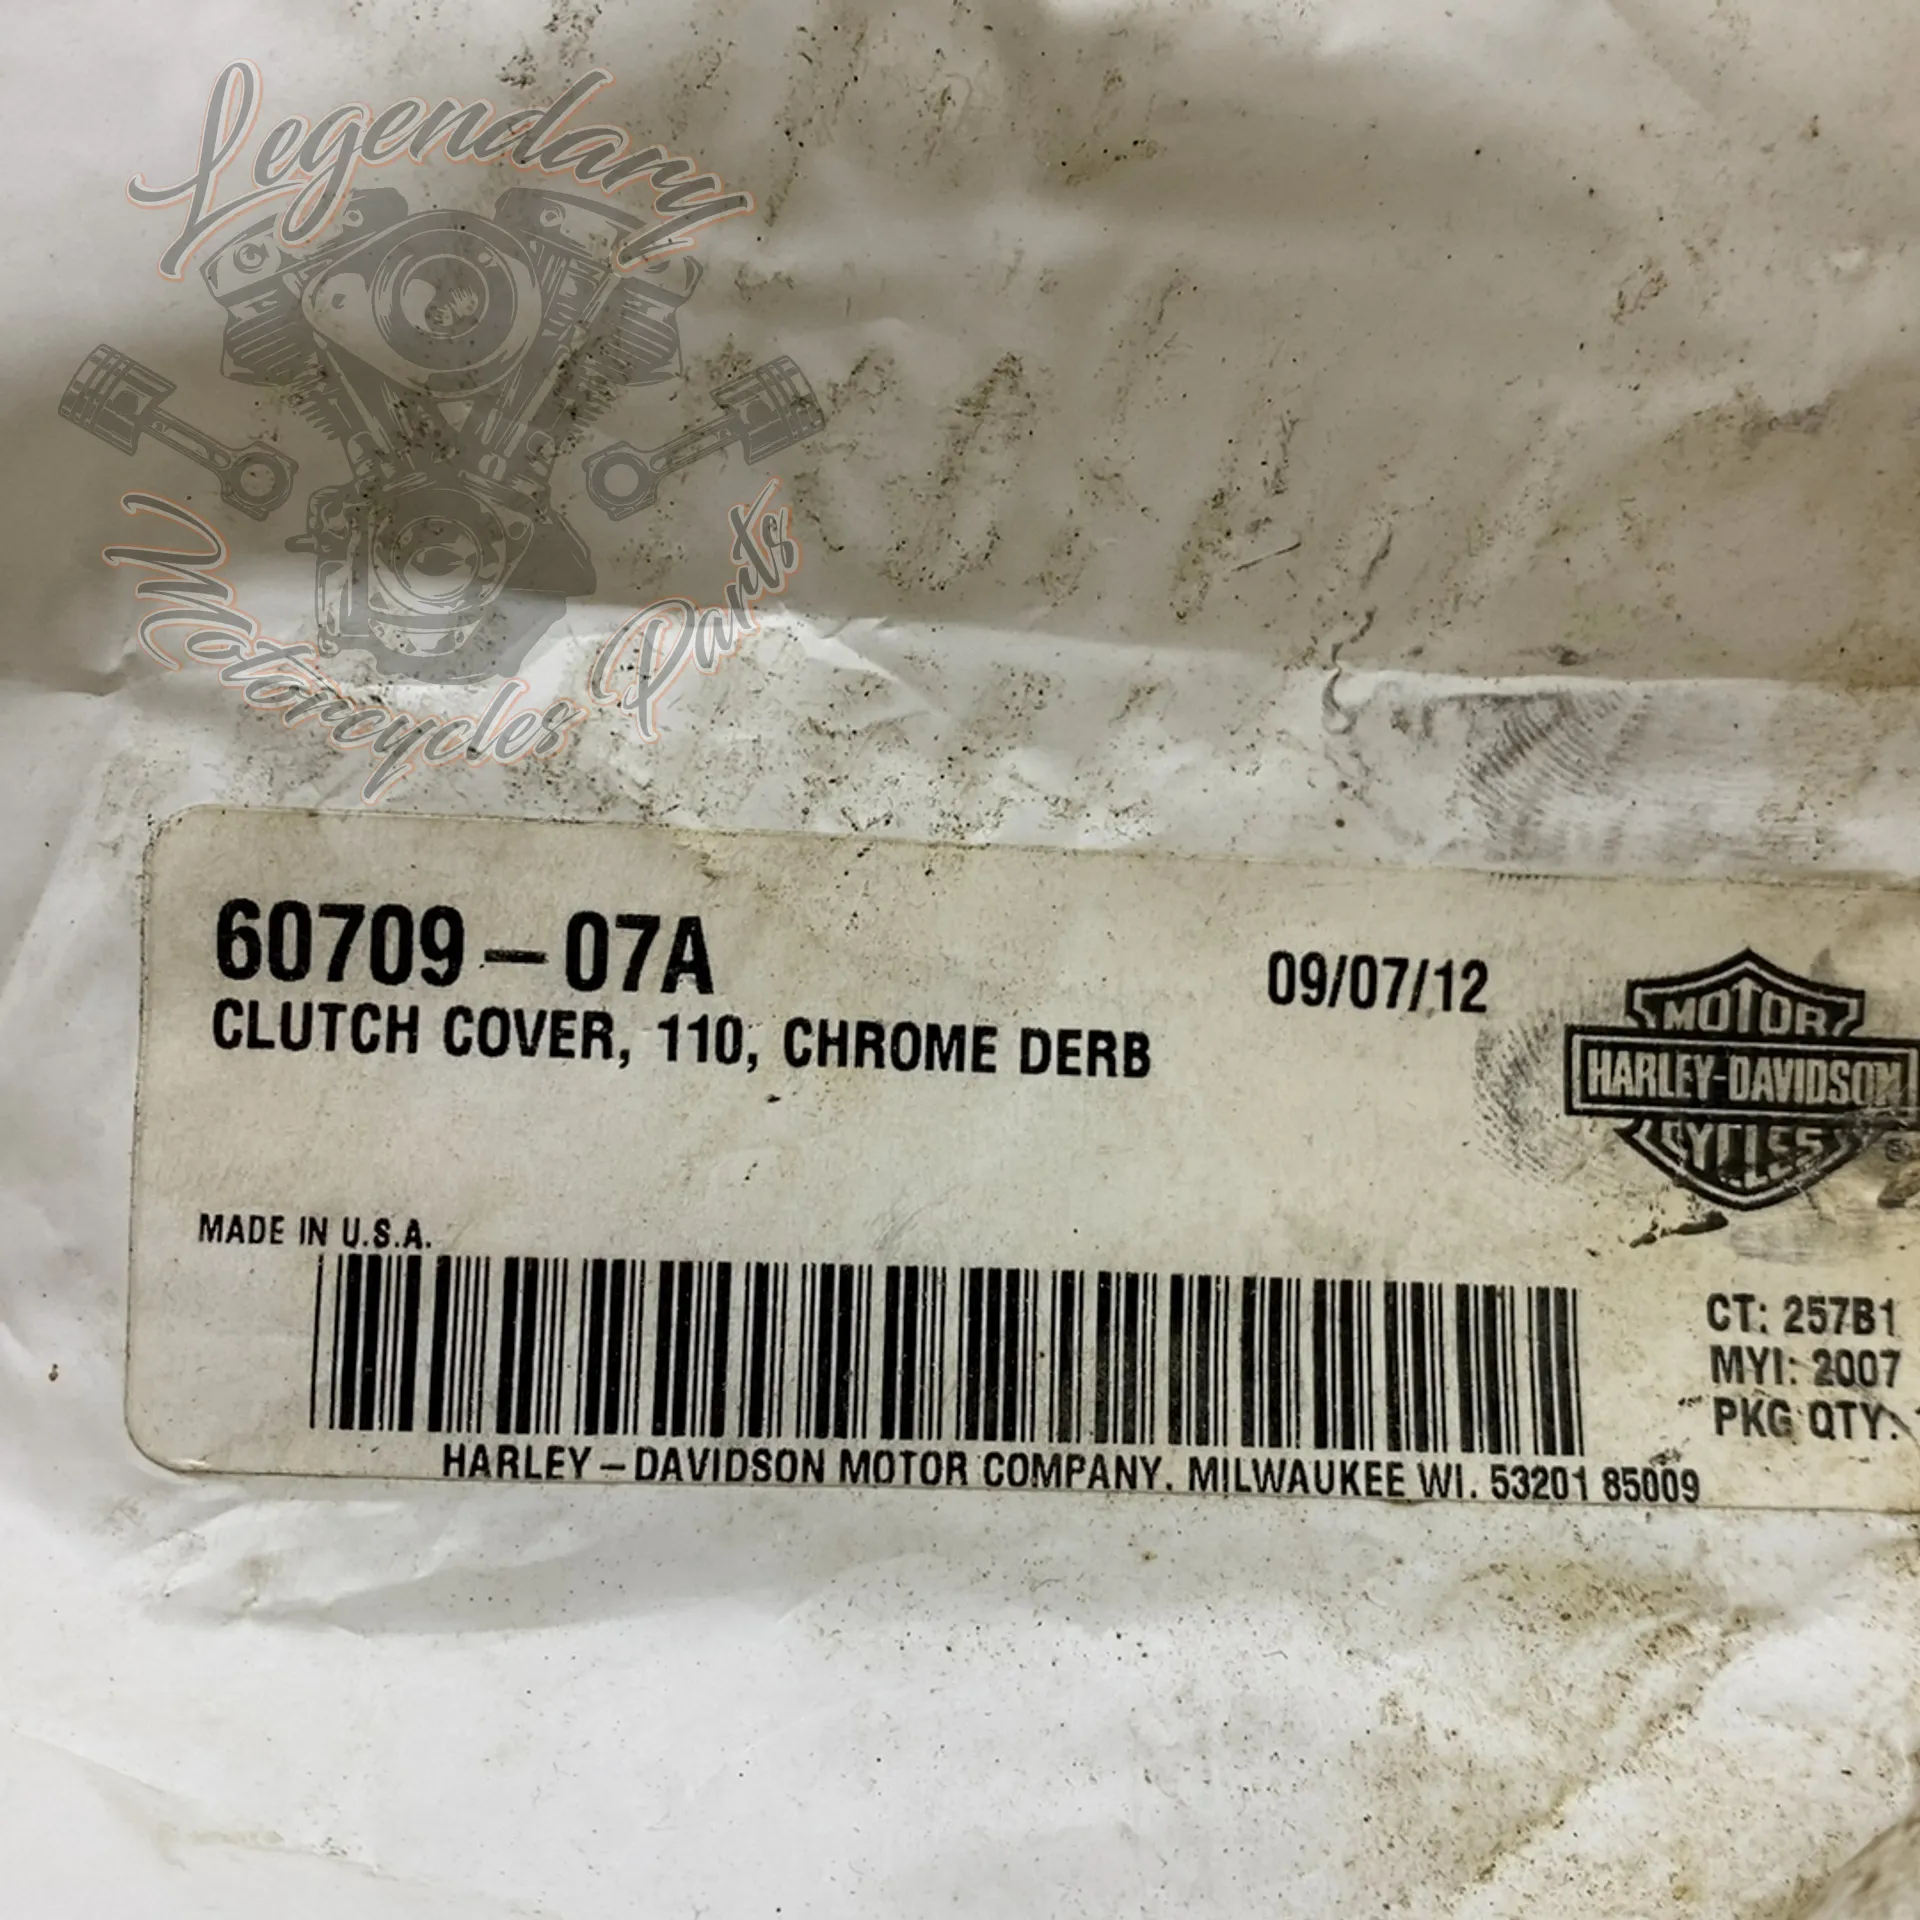 Legendary
Motorcycles Parts
60709-07A
09/07/12
CLUTCH COVER, 110, CHROME DERB
MOTOR
HARLEY-DAVIDSON
CYCLES
MADE IN U.S.A.
CT: 257B1
MYI: 2007
PKG QTY:
HARLEY-DAVIDSON MOTOR COMPANY. MILWAUKEE WI. 53201 85009